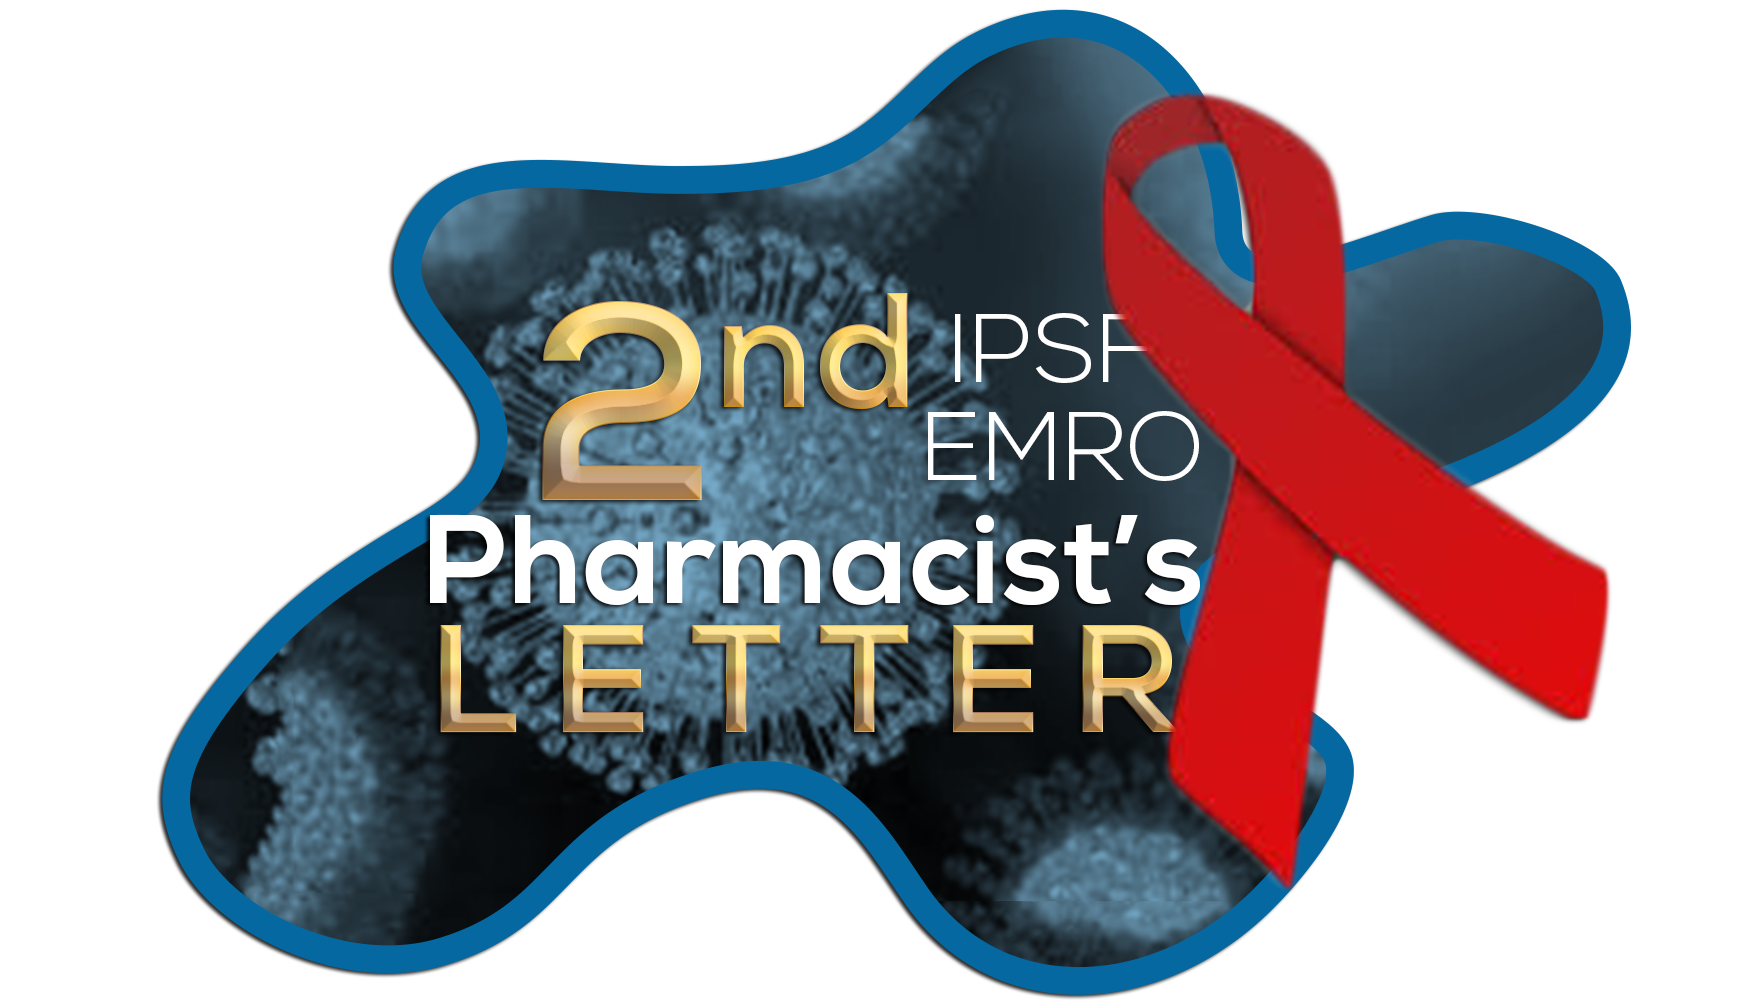 2nd IPSF
EMRO
Pharmacist's
LETTER